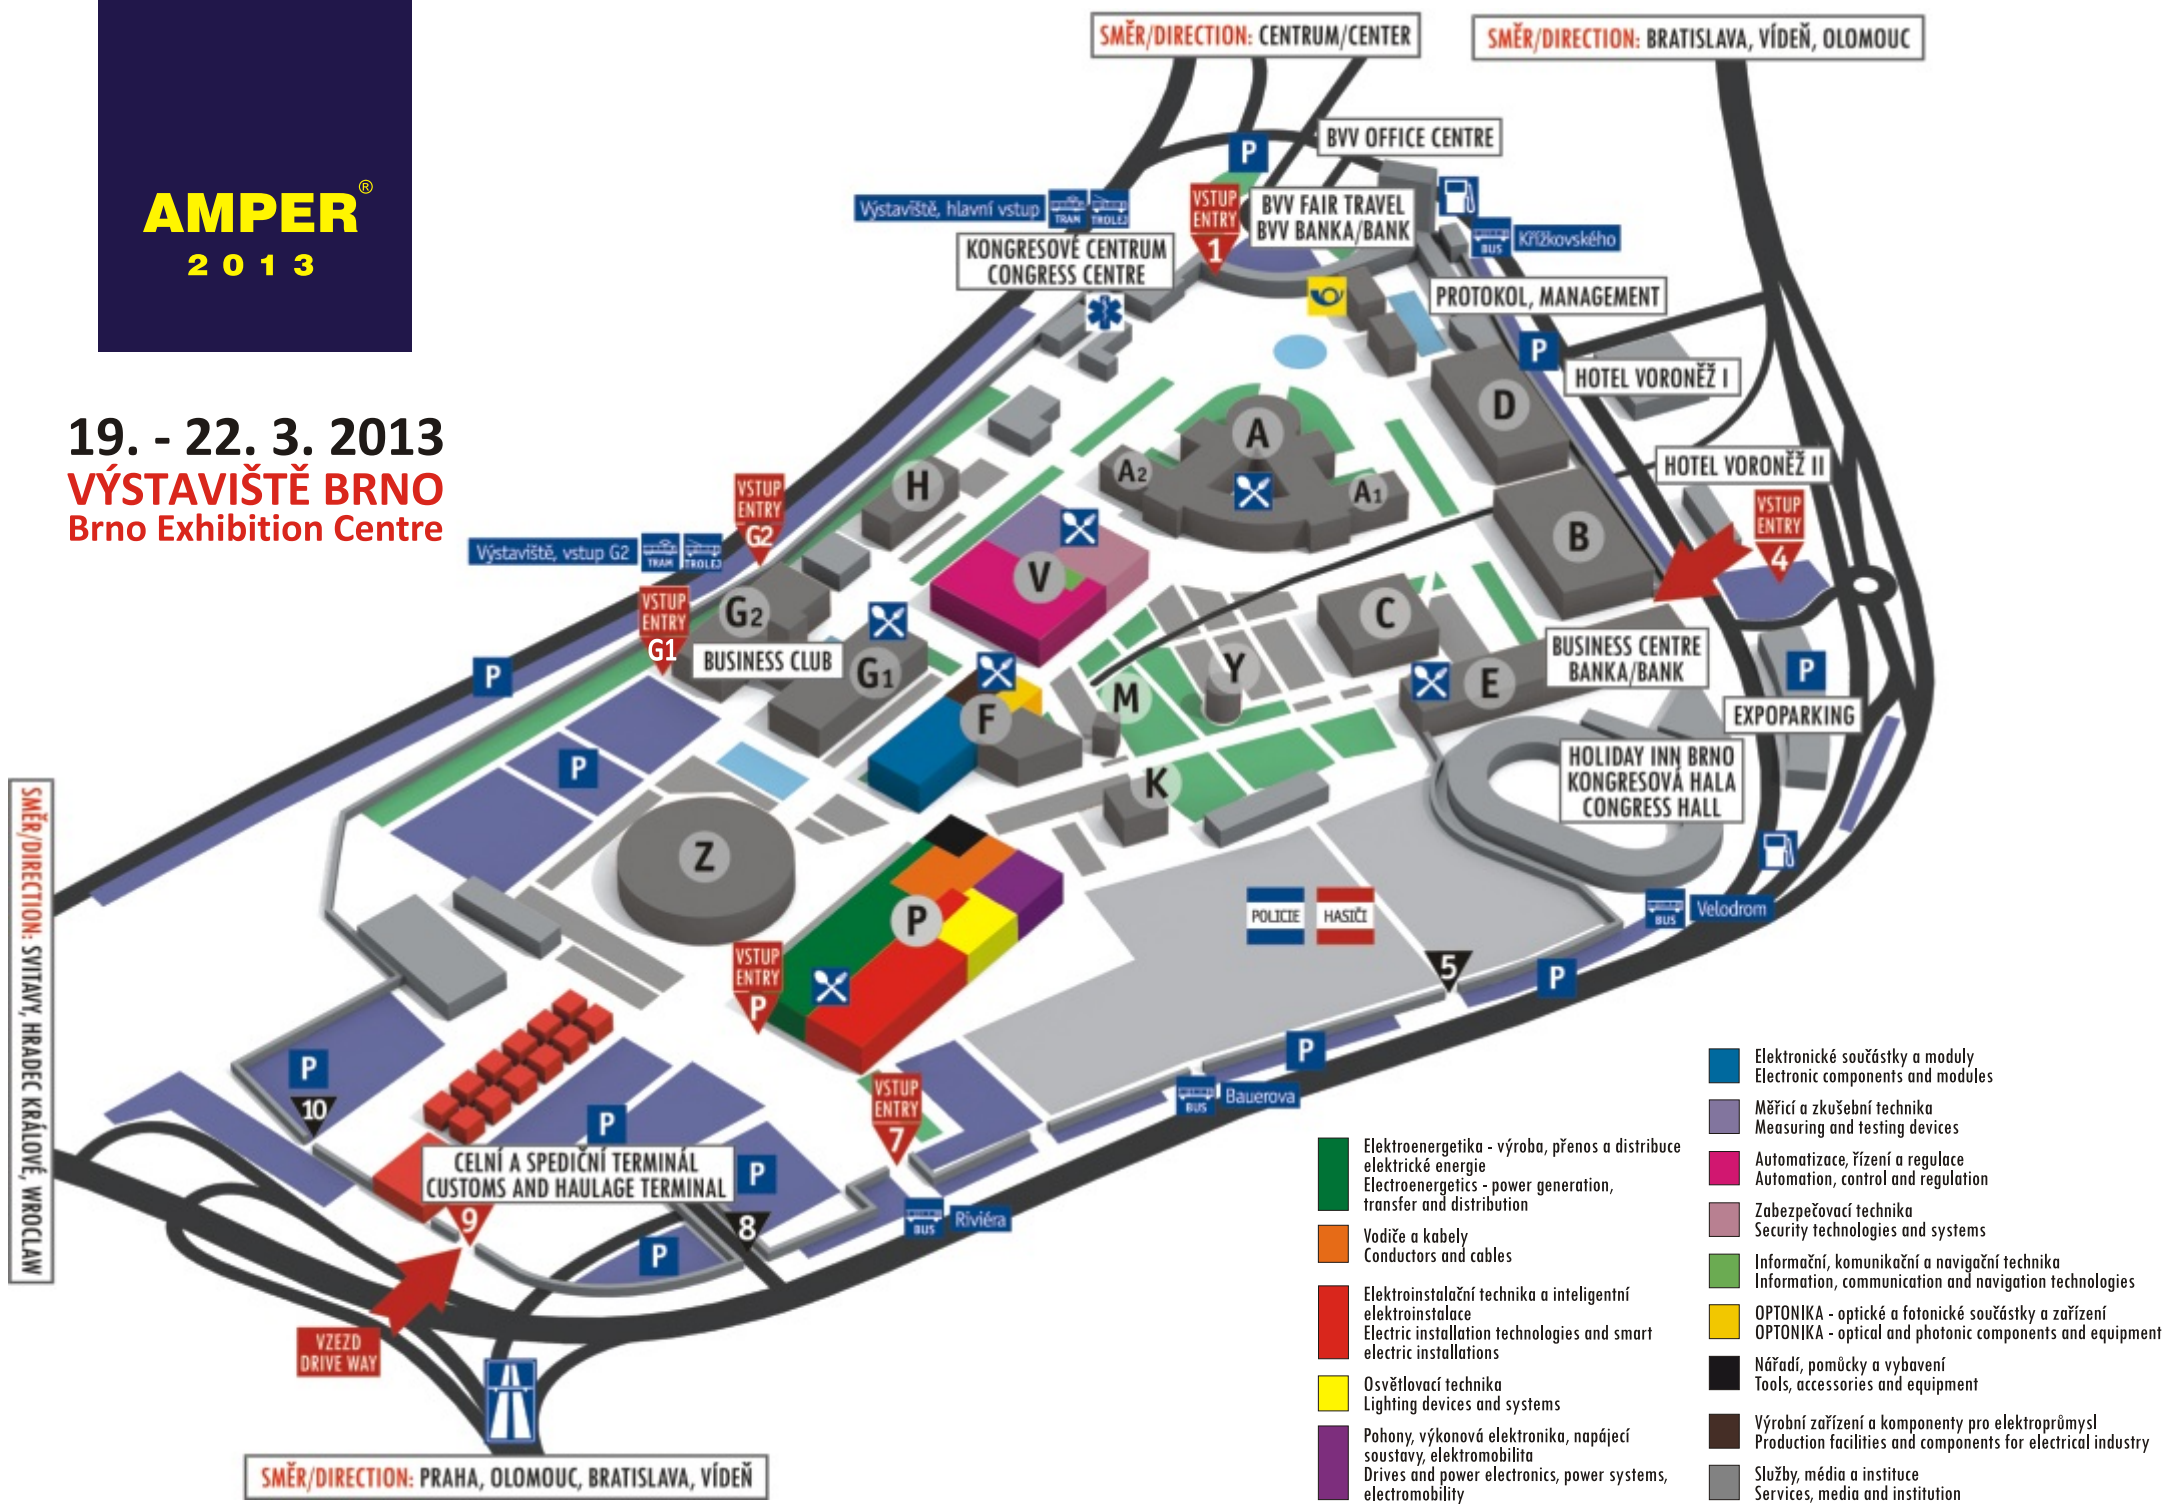 AMPER®
2013
19. - 22. 3. 2013
VÝSTAVIŠTĚ BRNO
Brno Exhibition Centre
SMĚR/DIRECTION: CENTRUM/CENTER
SMĚR/DIRECTION: BRATISLAVA, VÍDEŇ, OLOMOUC
BVV OFFICE CENTRE
P
VSTUP
ENTRY
1
BVV FAIR TRAVEL
BVV BANKA/BANK
Výstaviště, hlavní vstup
TRAM
TROLEJ
BUS
Křížkovského
KONGRESOVÉ CENTRUM
CONGRESS CENTRE
PROTOKOL, MANAGEMENT
P
HOTEL VORONĚŽ I
D
A
A2
A1
H
HOTEL VORONĚŽ II
VSTUP
ENTRY
G2
VSTUP
ENTRY
4
Výstaviště, vstup G2
TRAM
TROLEJ
B
V
VSTUP
ENTRY
G1
G2
C
BUSINESS CLUB
G1
BUSINESS CENTRE
BANKA/BANK
P
P
Y
E
M
F
EXPOPARKING
P
HOLIDAY INN BRNO
KONGRESOVÁ HALA
CONGRESS HALL
K
Z
SMĚR/DIRECTION: SVITAVY, HRADEC KRÁLOVÉ, WROCLAW
P
POLICIE
HASIČI
BUS
Velodrom
VSTUP
ENTRY
P
5
P
P
P
10
BUS
Bauerova
VSTUP
ENTRY
7
P
CELNÍ A SPEDIČNÍ TERMINÁL
CUSTOMS AND HAULAGE TERMINAL
P
9
8
BUS
Riviéra
P
VZEZD
DRIVE WAY
SMĚR/DIRECTION: PRAHA, OLOMOUC, BRATISLAVA, VÍDEŇ
Elektroenergetika - výroba, přenos a distribuce
elektrické energie
Electroenergetics - power generation,
transfer and distribution
Vodiče a kabely
Conductors and cables
Elektroinstalační technika a inteligentní
elektroinstalace
Electric installation technologies and smart
electric installations
Osvětlovací technika
Lighting devices and systems
Pohony, výkonová elektronika, napájecí
soustavy, elektromobilita
Drives and power electronics, power systems,
electromobility
Elektronické součástky a moduly
Electronic components and modules
Měřicí a zkušební technika
Measuring and testing devices
Automatizace, řízení a regulace
Automation, control and regulation
Zabezpečovací technika
Security technologies and systems
Informační, komunikační a navigační technika
Information, communication and navigation technologies
OPTONIKA - optické a fotonické součástky a zařízení
OPTONIKA - optical and photonic components and equipment
Nářadí, pomůcky a vybavení
Tools, accessories and equipment
Výrobní zařízení a komponenty pro elektroprůmysl
Production facilities and components for electrical industry
Služby, média a instituce
Services, media and institution